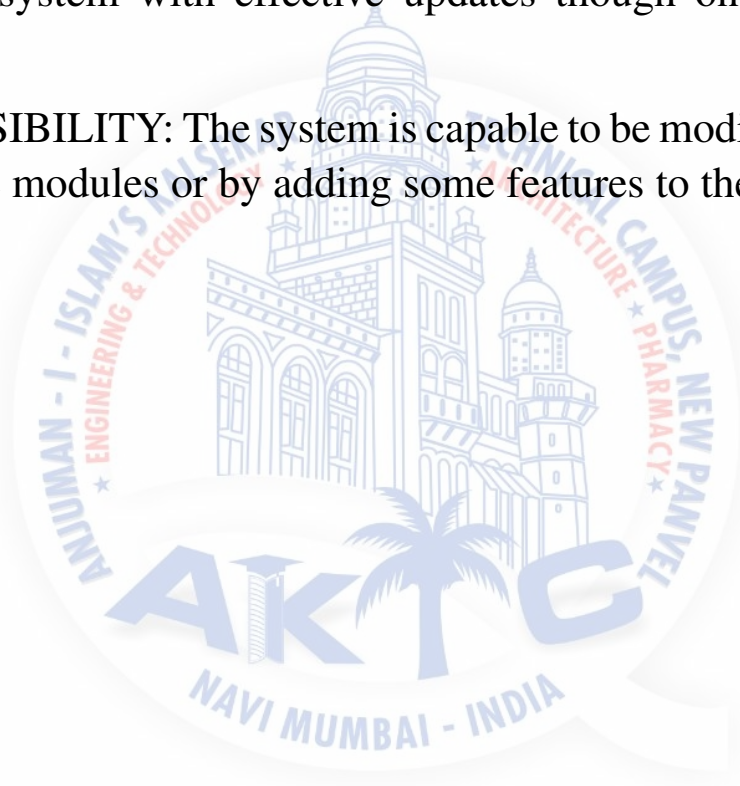 system with effective updates though on
SIBILITY: The system is capable to be modi
modules or by adding some features to the
ANJUMAN - I - ISLAM'S KALSEKAR TECHNICAL CAMPUS, NEW PANVEL
ENGINEERING & TECHNOLOGY ★ ★ ARCHITECTURE ★ PHARMACY ★
AKTC
NAVI MUMBAI - INDIA